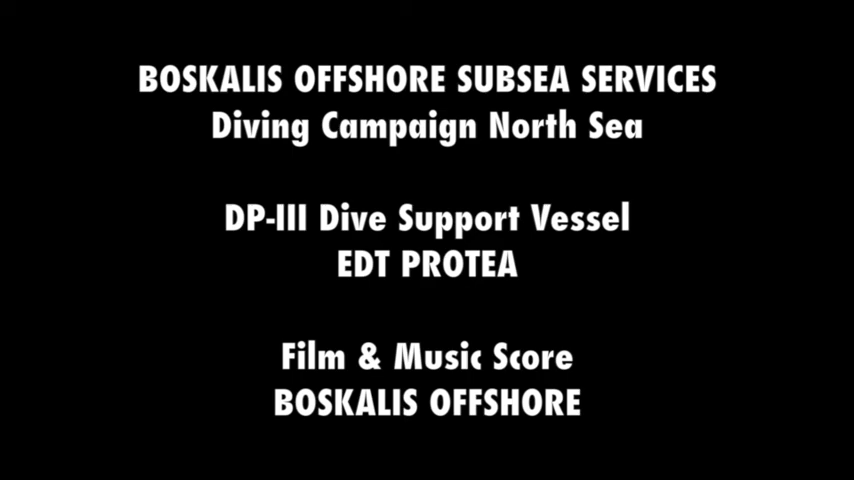 BOSKALIS OFFSHORE SUBSEA SERVICES
Diving Campaign North Sea
DP-III Dive Support Vessel
EDT PROTEA
Film & Music Score
BOSKALIS OFFSHORE